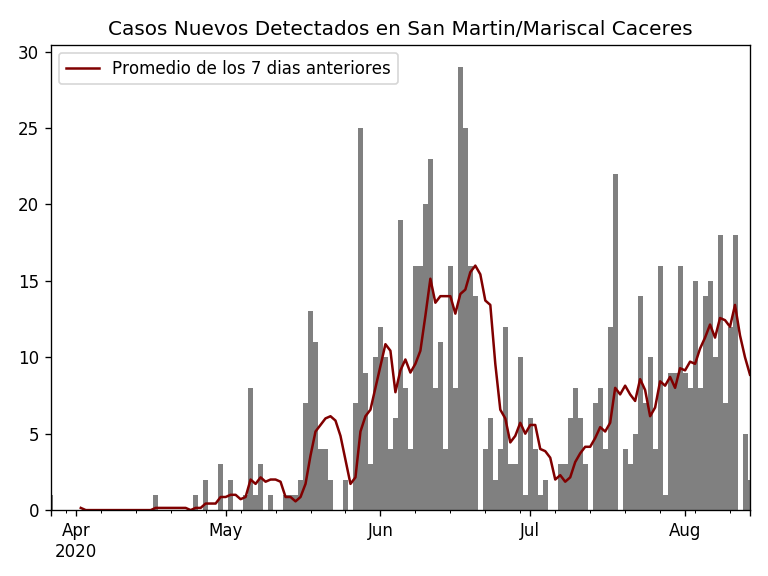 Casos Nuevos Detectados en San Martin/Mariscal Caceres
Promedio de los 7 dias anteriores
30
25
20
15
10
5
0
Apr
2020
May
Jun
Jul
Aug